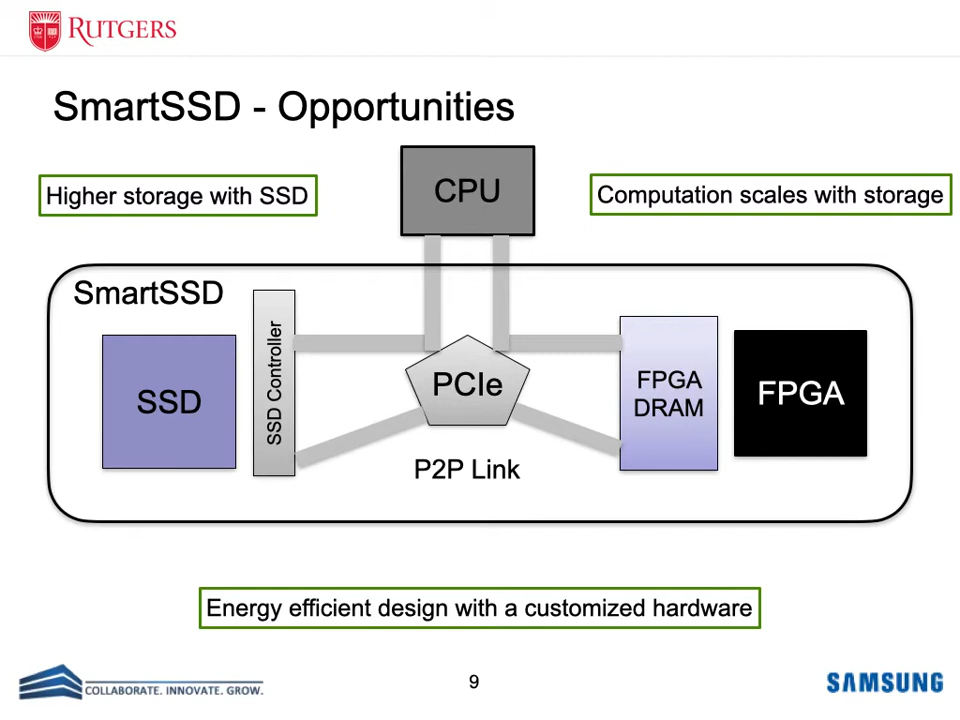 RUTGERS
SmartSSD - Opportunities
Higher storage with SSD
CPU
Computation scales with storage
SmartSSD
SSD
SSD Controller
PCIe
P2P Link
FPGA
DRAM
FPGA
Energy efficient design with a customized hardware
COLLABORATE. INNOVATE. GROW.
9
SAMSUNG